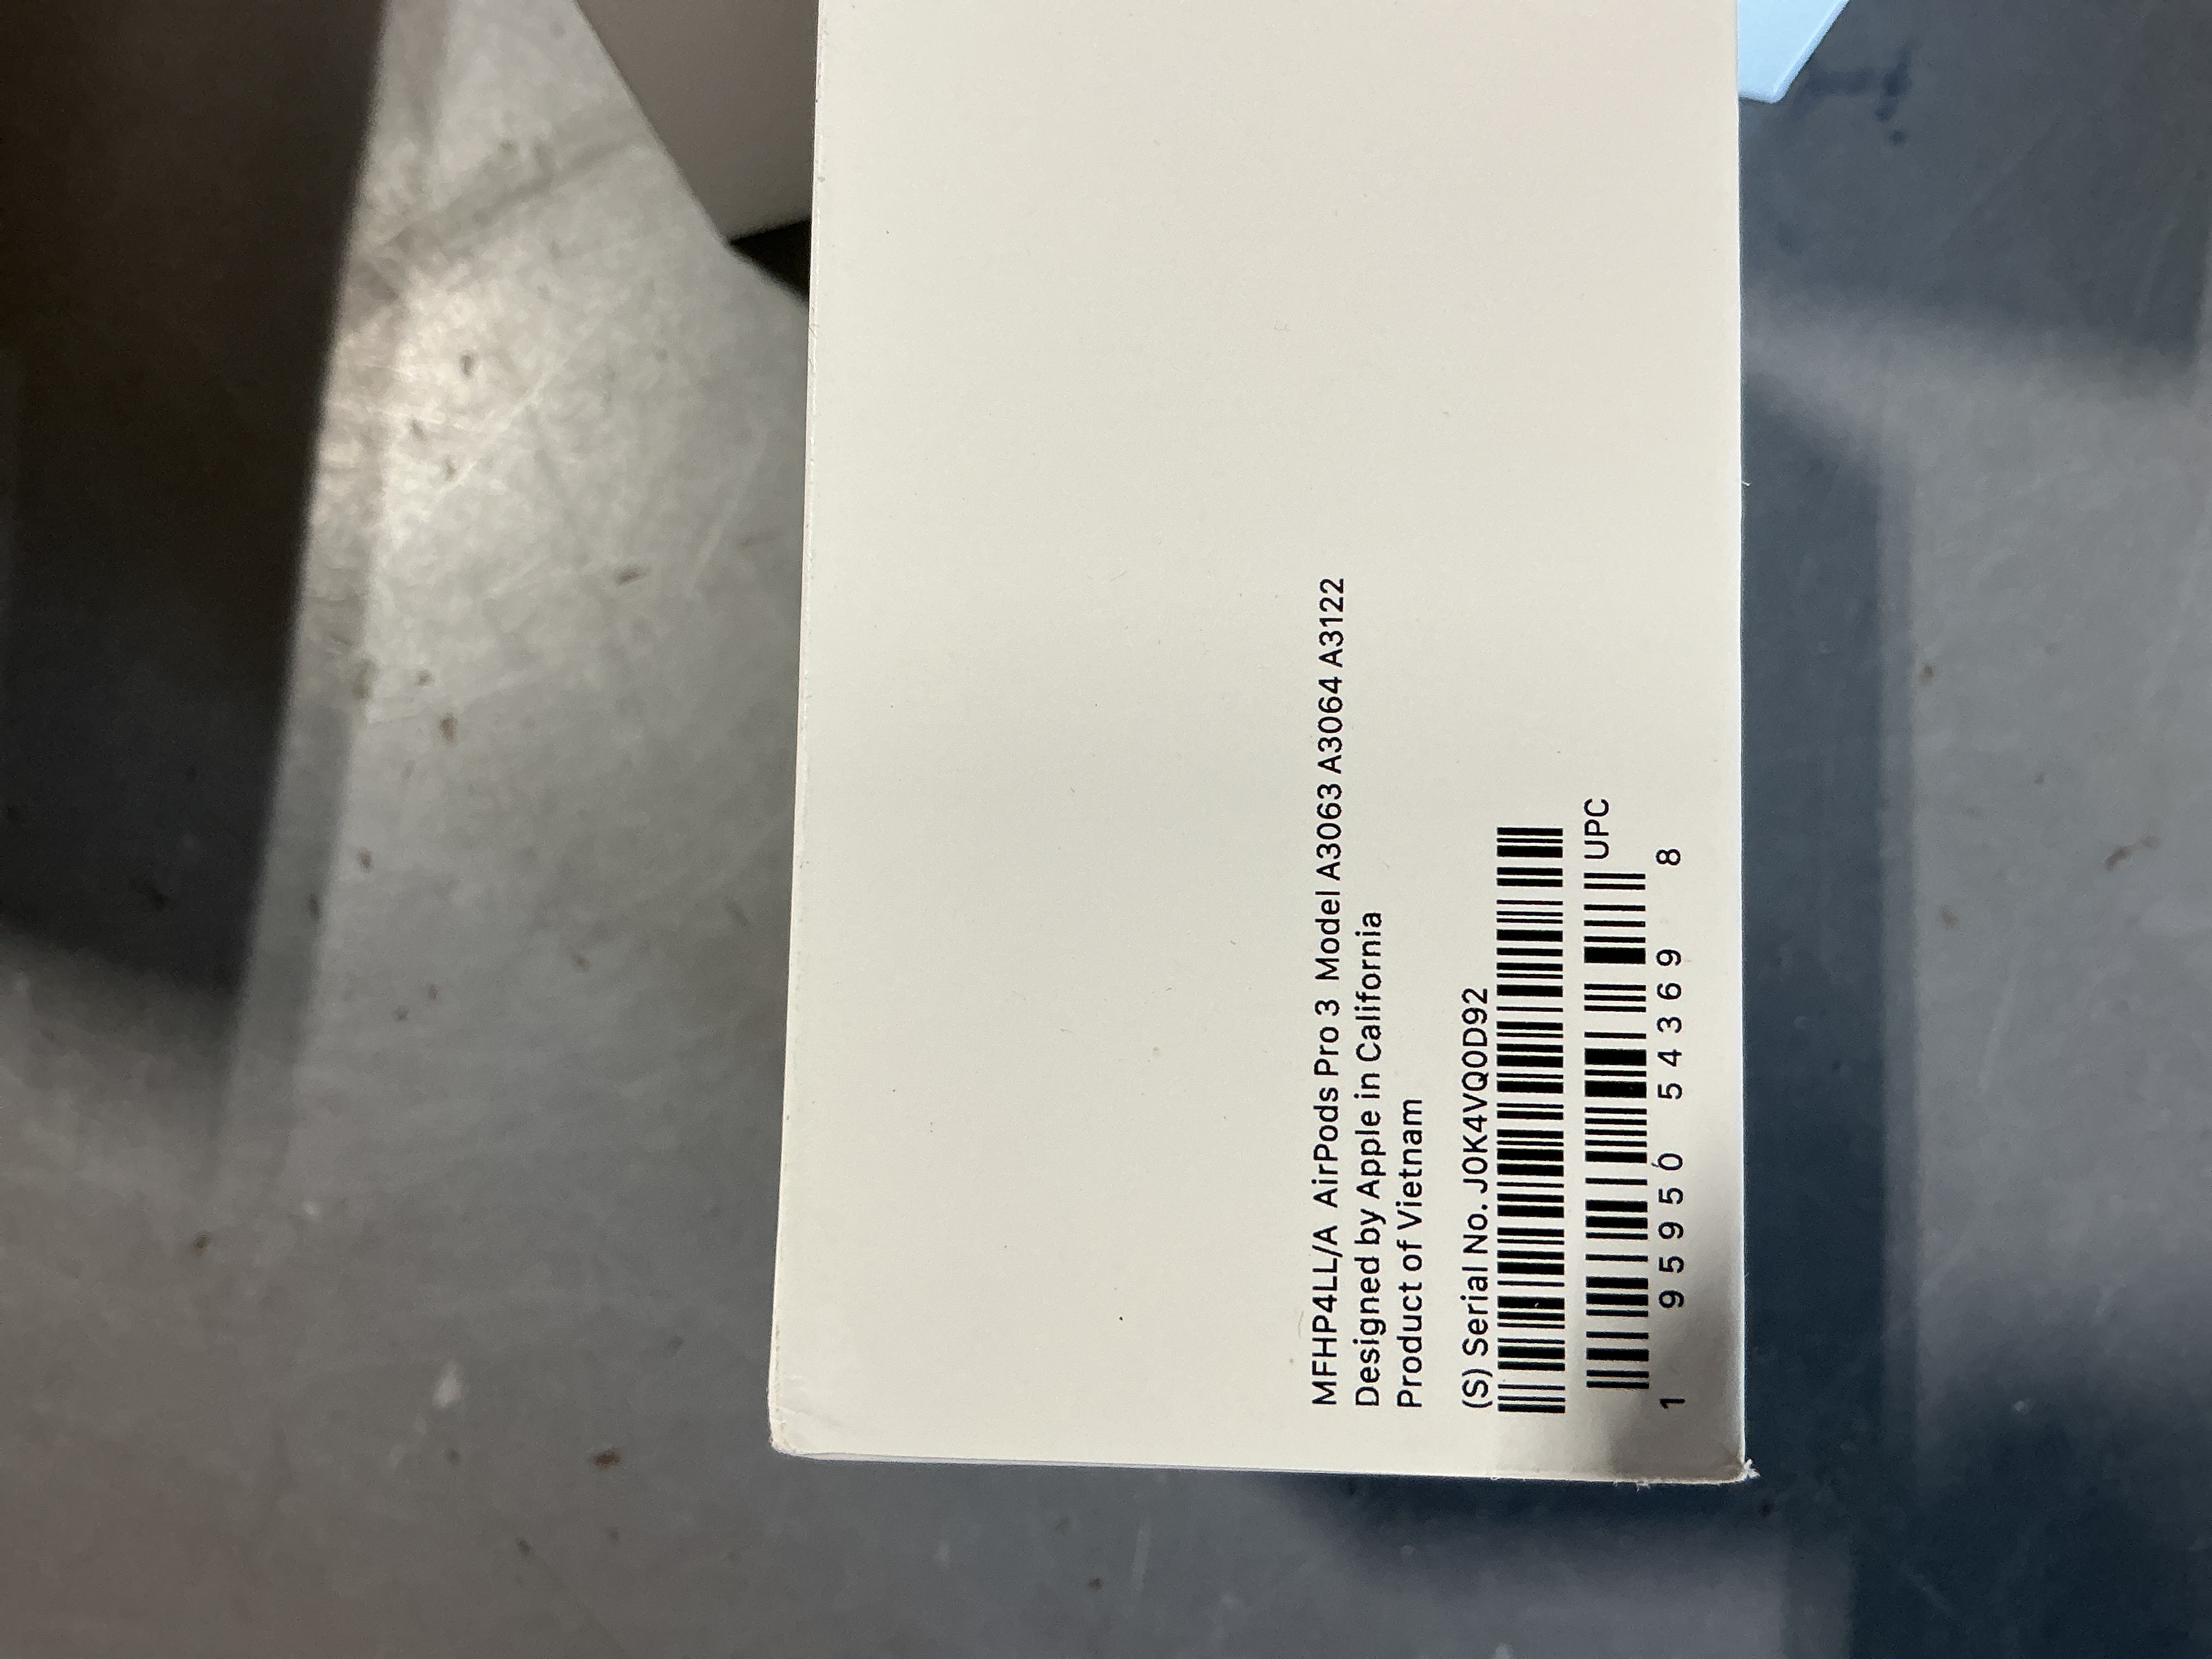 MFHP4LL/A AirPods Pro 3 Model A3063 A3064 A3122
Designed by Apple in California
Product of Vietnam
(S) Serial No. J0K4VQ0D92
UPC
1 95950 54369 8